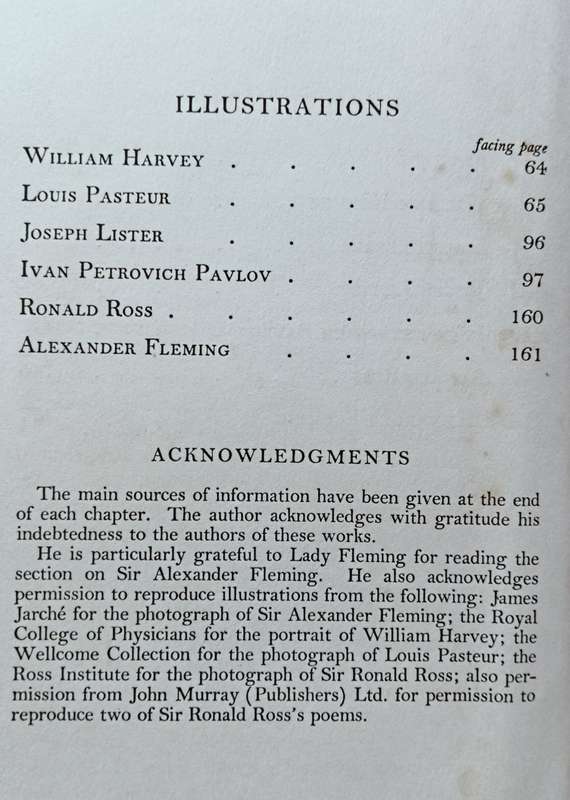 ILLUSTRATIONS
facing page
WILLIAM HARVEY . . . . . 64
LOUIS PASTEUR . . . . . 65
JOSEPH LISTER . . . . . 96
IVAN PETROVICH PAVLOV . . . . 97
RONALD ROSS . . . . . . 160
ALEXANDER FLEMING . . . . 161
ACKNOWLEDGMENTS
The main sources of information have been given at the end
of each chapter. The author acknowledges with gratitude his
indebtedness to the authors of these works.
He is particularly grateful to Lady Fleming for reading the
section on Sir Alexander Fleming. He also acknowledges
permission to reproduce illustrations from the following: James
Jarché for the photograph of Sir Alexander Fleming; the Royal
College of Physicians for the portrait of William Harvey; the
Wellcome Collection for the photograph of Louis Pasteur; the
Ross Institute for the photograph of Sir Ronald Ross; also per-
mission from John Murray (Publishers) Ltd. for permission to
reproduce two of Sir Ronald Ross's poems.